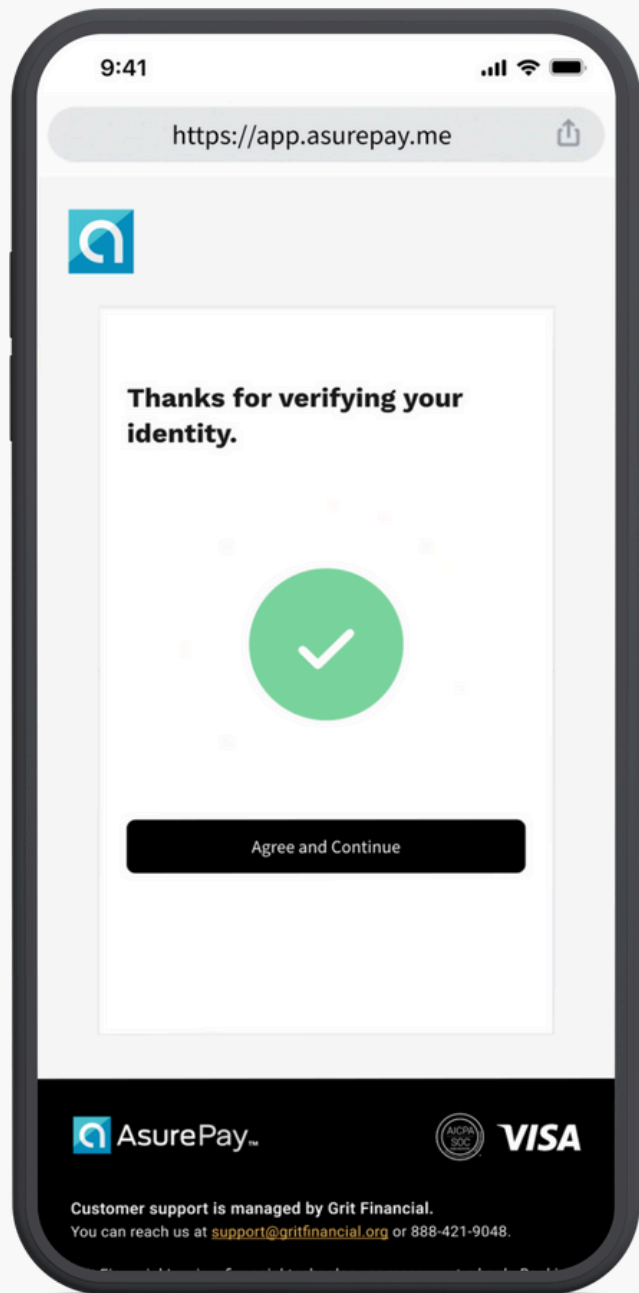 9:41
https://app.asurepay.me
Thanks for verifying your
identity.
Agree and Continue
AsurePay™
AICPA
SOC
VISA
Customer support is managed by Grit Financial.
You can reach us at support@gritfinancial.org or 888-421-9048.